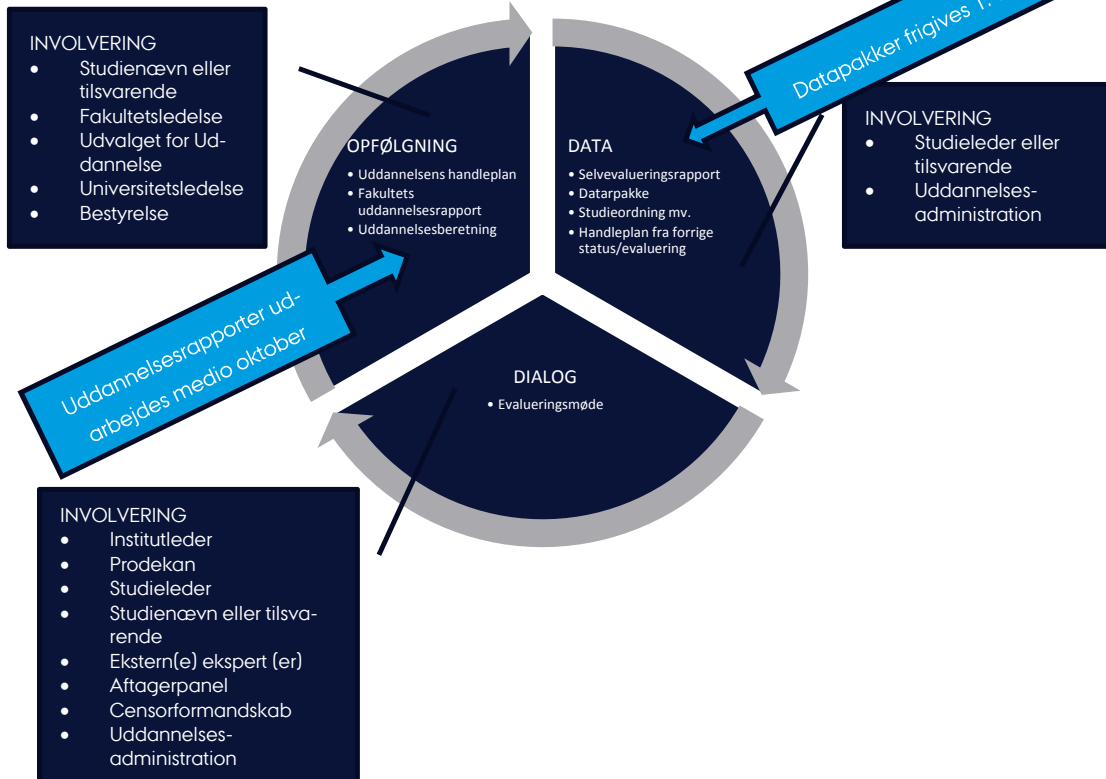 INVOLVERING
• Studienævn eller
tilsvarende
• Fakultetsledelse
• Udvalget for Ud-
dannelse
• Universitetsledelse
• Bestyrelse
OPFØLGNING
• Uddannelsens handleplan
• Fakultets
uddannelsesrapport
• Uddannelsesberetning
DATA
• Selvevalueringsrapport
• Datarpakke
• Studieordning mv.
• Handleplan fra forrige
status/evaluering
Datapakker frigives 1.
INVOLVERING
• Studieleder eller
tilsvarende
• Uddannelses-
administration
Uddannelsesrapporter ud-
arbejdes medio oktober
DIALOG
• Evalueringsmøde
INVOLVERING
• Institutleder
• Prodekan
• Studieleder
• Studienævn eller tilsva-
rende
• Ekstern(e) ekspert (er)
• Aftagerpanel
• Censorformandskab
• Uddannelses-
administration